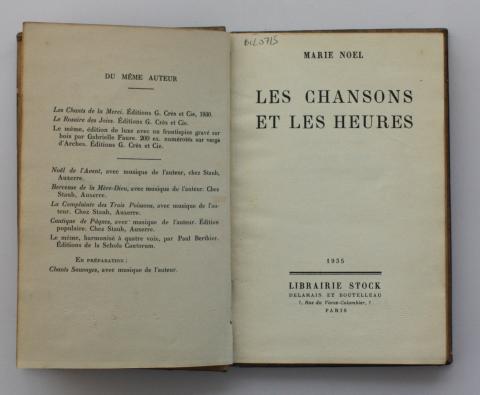 DU MÊME AUTEUR
Les Chants de la Merci. Éditions G. Crès et Cie, 1930.
Le Rosaire des Joies. Éditions G. Crès et Cie.
Le même, édition de luxe avec un frontispice gravé sur
bois par Gabrielle Faure. 200 ex. numérotés sur vergé
d'Arches. Éditions G. Crès et Cie.
Noël de l'Avent, avec musique de l'auteur, chez Staub,
Auxerre.
Berceuse de la Mère-Dieu, avec musique de l'auteur. Chez
Staub, Auxerre.
La Complainte des Trois Poissons, avec musique de l'au-
teur. Chez Staub, Auxerre.
Cantique de Pâques, avec musique de l'auteur. Édition
populaire. Chez Staub, Auxerre.
Le même, harmonisé à quatre voix, par Paul Berthier.
Éditions de la Schola Cantorum.
EN PRÉPARATION :
Chants Sauvages, avec musique de l'auteur.
MARIE NOEL
LES CHANSONS
ET LES HEURES
1935
LIBRAIRIE STOCK
DELAMAIN ET BOUTELLEAU
7, Rue du Vieux-Colombier, 7
PARIS